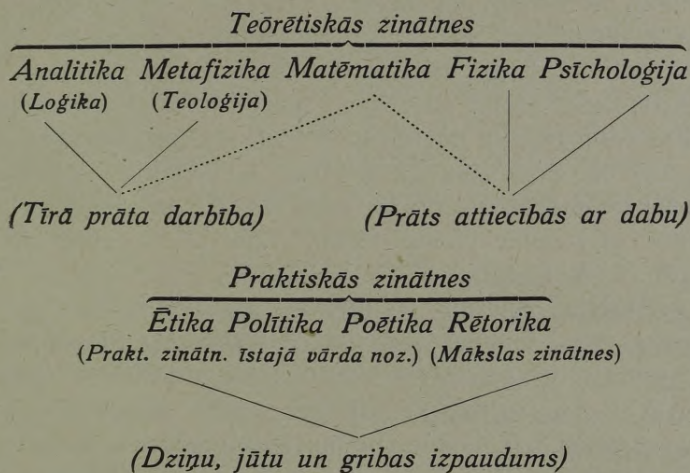 Teōrētiskās zinātnes
Analitika Metafizika Matēmatika Fizika Psīcholoģija
(Loģika) (Teoloģija)
(Tīrā prāta darbība) (Prāts attiecībās ar dabu)
Praktiskās zinātnes
Ētika Polītika Poētika Rētorika
(Prakt. zinātn. īstajā vārda noz.) (Mākslas zinātnes)
(Dziņu, jūtu un gribas izpaudums)